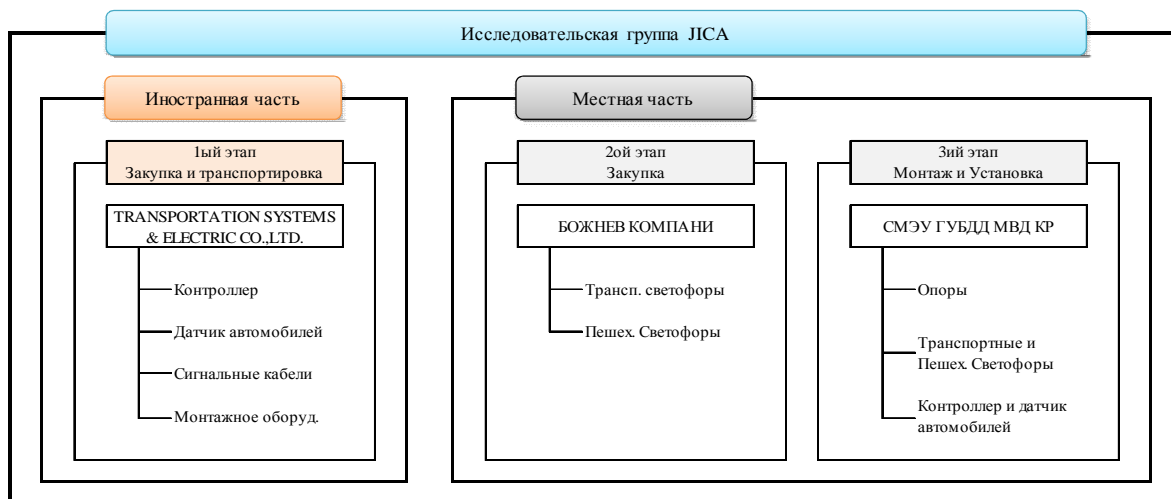 Исследовательская группа JICA
Иностранная часть
1ый этап
Закупка и транспортировка
TRANSPORTATION SYSTEMS
& ELECTRIC CO.,LTD.
Контроллер
Датчик автомобилей
Сигнальные кабели
Монтажное оборуд.
Местная часть
2ой этап
Закупка
БОЖНЕВ КОМПАНИ
Трансп. светофоры
Пешех. Светофоры
3ий этап
Монтаж и Установка
СМЭУ ГУБДД МВД КР
Опоры
Транспортные и
Пешех. Светофоры
Контроллер и датчик
автомобилей